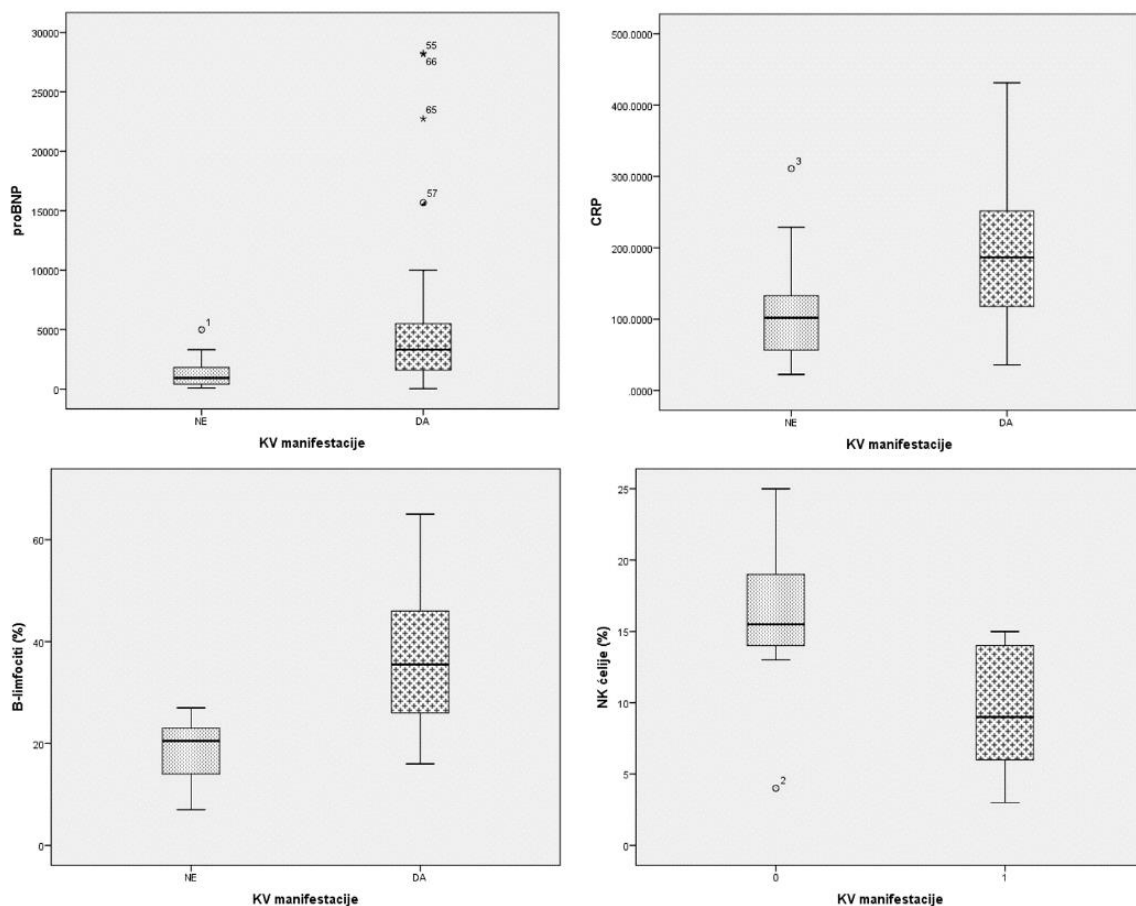 30000
25000
20000
15000
10000
5000
0
proBNP
55
66
65
57
1
NE
DA
KV manifestacije
500.0000
400.0000
300.0000
200.0000
100.0000
.0000
CRP
3
NE
DA
KV manifestacije
60
40
20
0
B-limfociti (%)
NE
DA
KV manifestacije
25
20
15
10
5
0
NK ćelije (%)
2
0
1
KV manifestacije